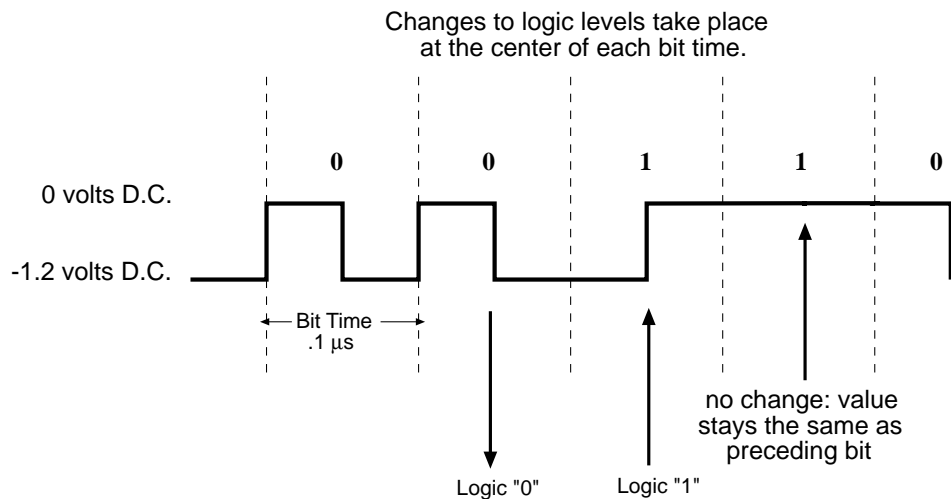 Changes to logic levels take place
at the center of each bit time.
0 0 1 1 0
0 volts D.C.
-1.2 volts D.C.
Bit Time
.1 μs
no change: value
stays the same as
preceding bit
Logic "0" Logic "1"